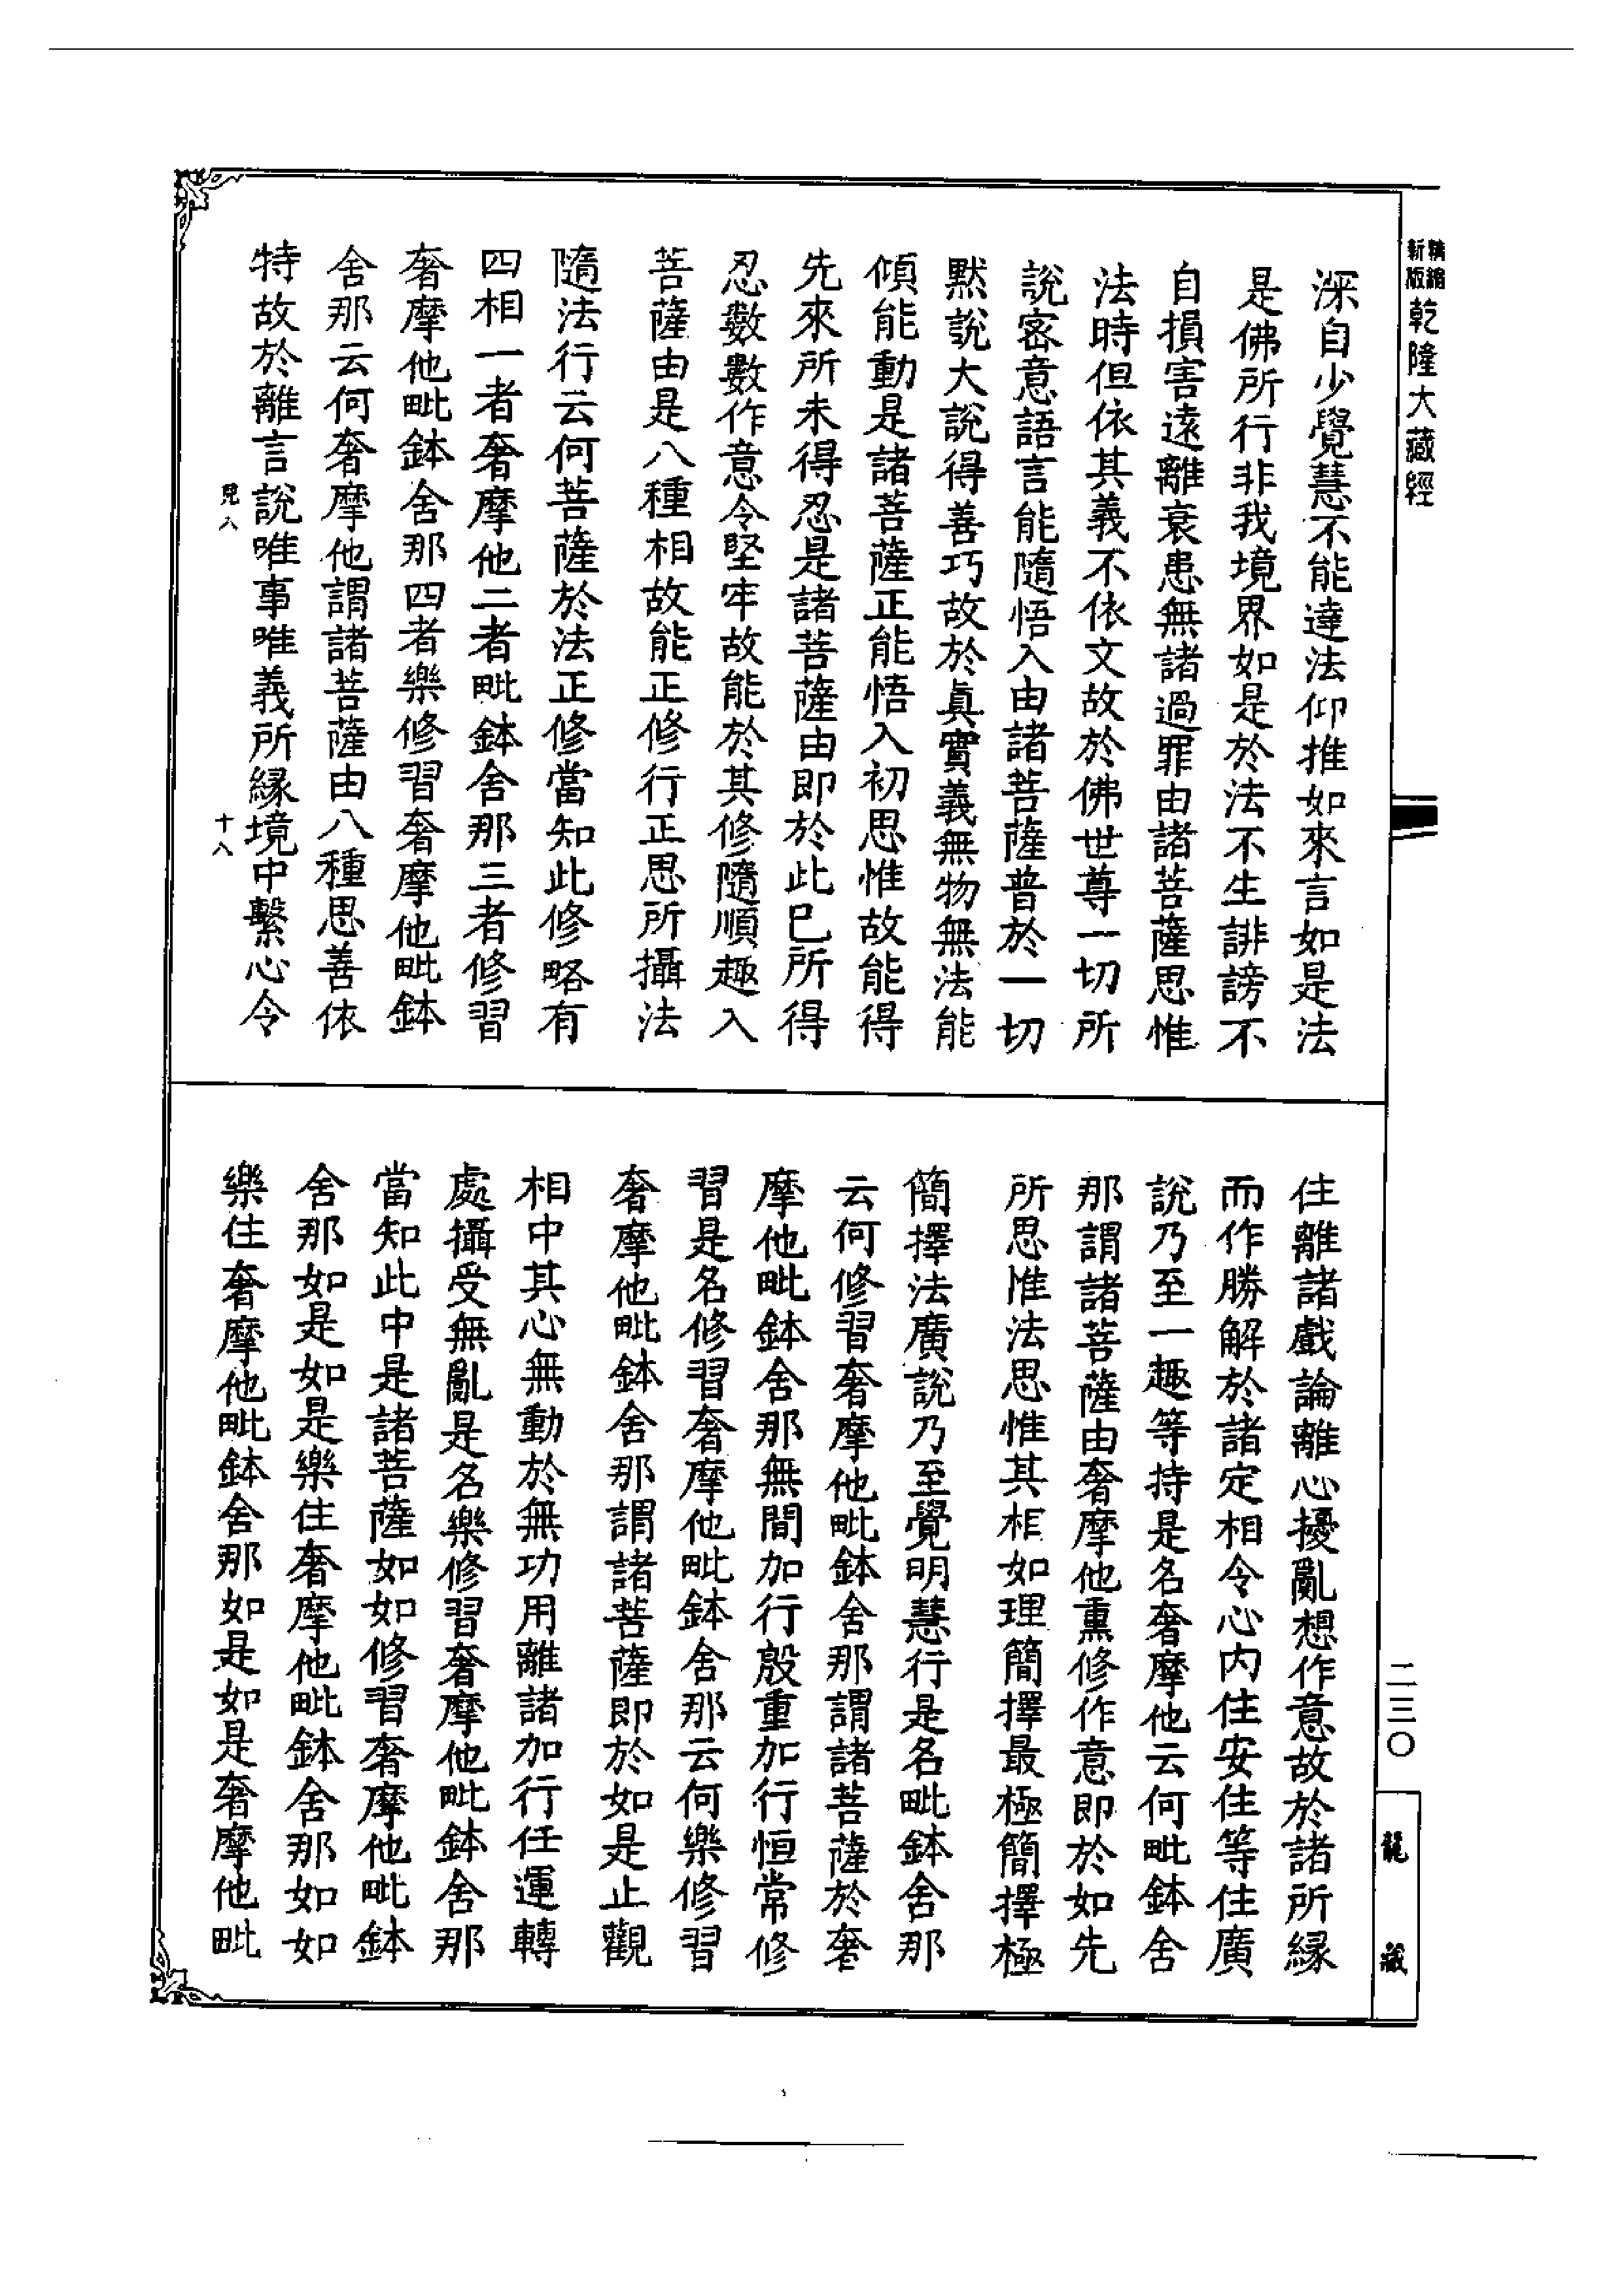 精縮新版乾隆大藏經
深自少覺慧不能達法仰推如來言如是法
是佛所行非我境界如是於法不生誹謗不
自損害遠離衰患無諸過罪由諸菩薩思惟
法時但依其義不依文故於佛世尊一切所
說密意語言能隨悟入由諸菩薩普於一切
默說大說得善巧故於真實義無物無法能
傾能動是諸菩薩正能悟入初思惟故能得
先來所未得忍是諸菩薩由即於此已所得
忍數數作意令堅牢故能於其修隨順趣入
菩薩由是八種相故能正修行正思所攝法
隨法行云何菩薩於法正修當知此修略有
四相一者奢摩他二者毗鉢舍那三者修習
奢摩他毗鉢舍那四者樂修習奢摩他毗鉢
舍那云何奢摩他謂諸菩薩由八種思善依
特故於離言說唯事唯義所緣境中繫心令
兒八
十八
住離諸戲論離心擾亂想作意故於諸所緣
而作勝解於諸定相令心內住安住等住廣
說乃至一趣等持是名奢摩他云何毗鉢舍
那謂諸菩薩由奢摩他熏修作意即於如先
所思惟法思惟其相如理簡擇最極簡擇極
簡擇法廣說乃至覺明慧行是名毗鉢舍那
云何修習奢摩他毗鉢舍那謂諸菩薩於奢
摩他毗鉢舍那無間加行殷重加行恒常修
習是名修習奢摩他毗鉢舍那云何樂修習
奢摩他毗鉢舍那謂諸菩薩即於如是止觀
相中其心無動於無功用離諸加行任運轉
處攝受無亂是名樂修習奢摩他毗鉢舍那
當知此中是諸菩薩如如修習奢摩他毗鉢
舍那如是如是樂住奢摩他毗鉢舍那如如
樂住奢摩他毗鉢舍那如是如是奢摩他毗
二三〇
龍藏